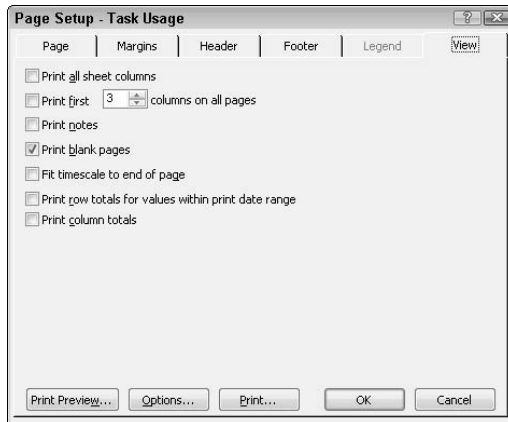 Page Setup - Task Usage
Page Margins Header Footer Legend View
Print all sheet columns
Print first 3 columns on all pages
Print notes
Print blank pages
Fit timescale to end of page
Print row totals for values within print date range
Print column totals
Print Preview... Options... Print... OK Cancel